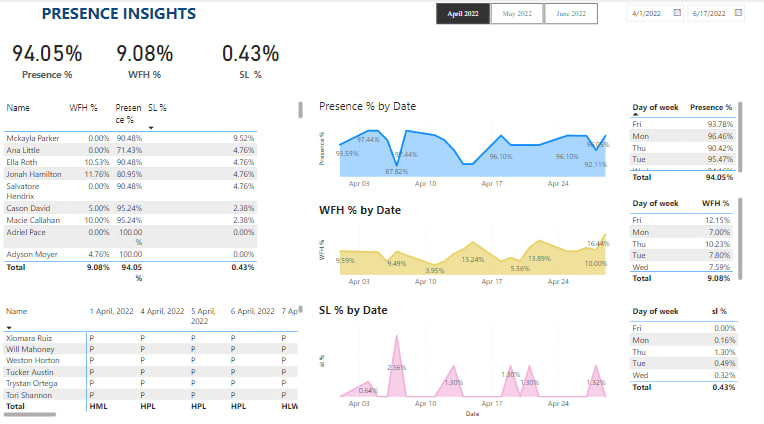 PRESENCE INSIGHTS
April 2022 May 2022 June 2022 4/1/2022 6/17/2022
94.05% 9.08% 0.43%
Presence % WFH % SL %
Name WFH % Presen
ce % SL %
Mckayla Parker 0.00% 90.48% 9.52%
Ana Little 0.00% 71.43% 4.76%
Ella Roth 10.53% 90.48% 4.76%
Jonah Hamilton 11.76% 80.95% 4.76%
Salvatore
Hendrix 0.00% 90.48% 4.76%
Cason David 5.00% 95.24% 2.38%
Macie Callahan 10.00% 95.24% 2.38%
Adriel Pace 0.00% 100.00
% 0.00%
Adyson Moyer 4.76% 100.00
% 0.00%
Total 9.08% 94.05
% 0.43%
Presence % by Date
Presence %
93.59% 97.44% 87.82% 97.44% 96.10% 96.10% 92.11%
Apr 03 Apr 10 Apr 17 Apr 24
Day of week Presence %
Fri 93.78%
Mon 96.46%
Thu 90.42%
Tue 95.47%
Total 94.05%
WFH % by Date
WFH %
9.59% 9.49% 3.95% 13.24% 5.56% 13.89% 10.00% 16.44%
Apr 03 Apr 10 Apr 17 Apr 24
Day of week WFH %
Fri 12.15%
Mon 7.00%
Thu 10.23%
Tue 7.80%
Wed 7.59%
Total 9.08%
Name 1 April, 2022 4 April, 2022 5 April,
2022 6 April, 2022 7 Ap
Xiomara Ruiz P P P P P
Will Mahoney P P P P P
Weston Horton P P P P P
Tucker Austin P P P P P
Trystan Ortega P P P P P
Tori Shannon P P P P P
Total HML HPL HPL HPL HLW
SL % by Date
sl %
0.64% 2.56% 1.30% 1.30% 1.30% 1.32%
Apr 03 Apr 10 Apr 17 Apr 24
Date
Day of week sl %
Fri 0.00%
Mon 0.16%
Thu 1.30%
Tue 0.49%
Wed 0.32%
Total 0.43%